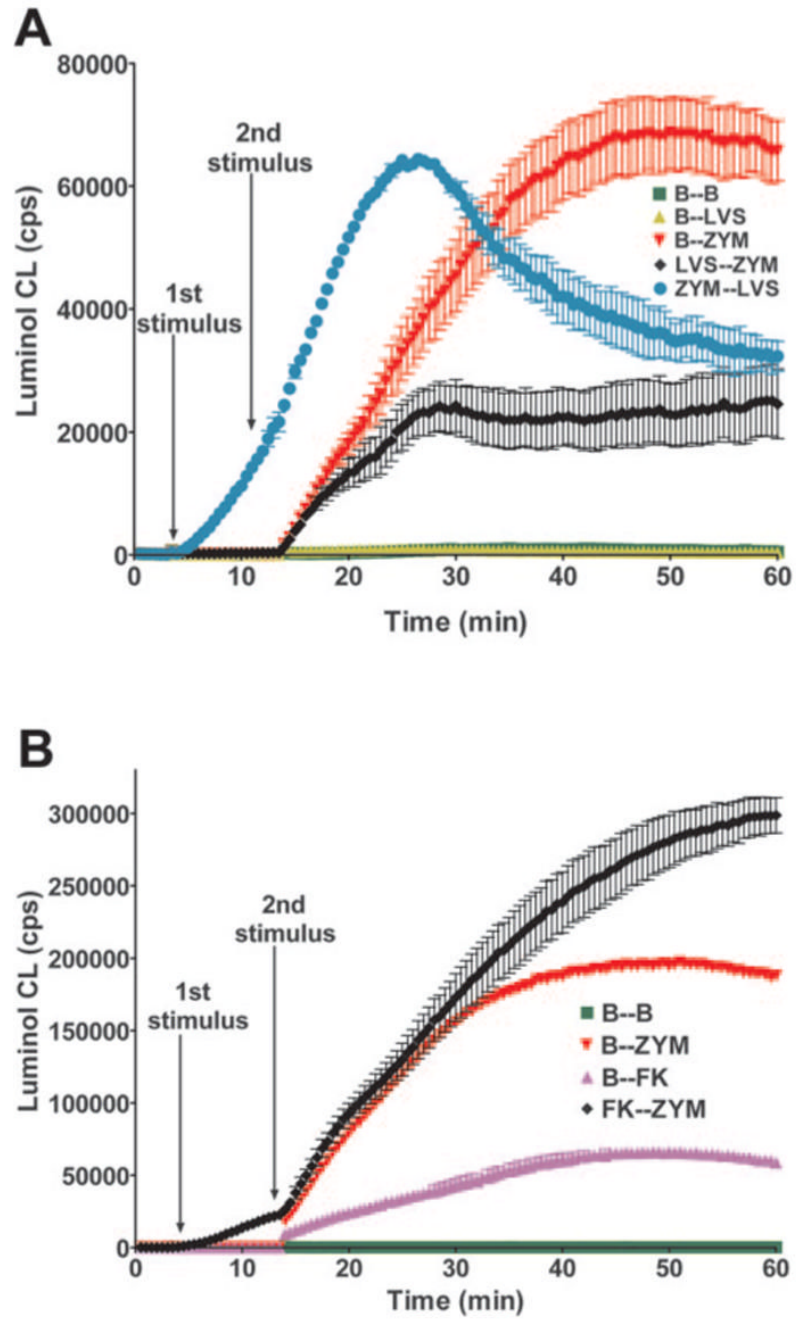 A
80000
60000
40000
20000
0
Luminol CL (cps)
1st
stimulus
2nd
stimulus
B--B
B--LVS
B--ZYM
LVS--ZYM
ZYM--LVS
0 10 20 30 40 50 60
Time (min)
B
300000
250000
200000
150000
100000
50000
0
Luminol CL (cps)
1st
stimulus
2nd
stimulus
B--B
B--ZYM
B--FK
FK--ZYM
0 10 20 30 40 50 60
Time (min)